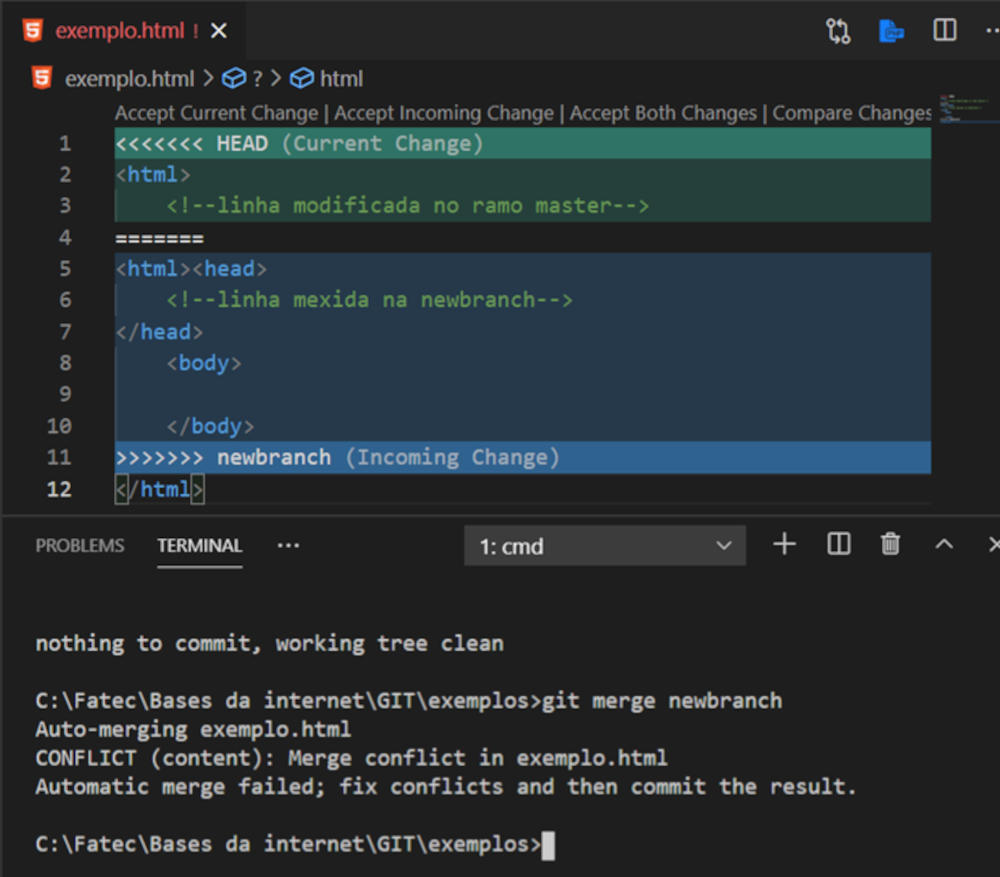 exemplo.html !
exemplo.html > ? > html
Accept Current Change | Accept Incoming Change | Accept Both Changes | Compare Changes
1 <<<<<<< HEAD (Current Change)
2 <html>
3 <!--linha modificada no ramo master-->
4 =======
5 <html><head>
6 <!--linha mexida na newbranch-->
7 </head>
8 <body>
9
10 </body>
11 >>>>>>> newbranch (Incoming Change)
12 </html>
PROBLEMS TERMINAL ··· 1: cmd
nothing to commit, working tree clean
C:\Fatec\Bases da internet\GIT\exemplos>git merge newbranch
Auto-merging exemplo.html
CONFLICT (content): Merge conflict in exemplo.html
Automatic merge failed; fix conflicts and then commit the result.
C:\Fatec\Bases da internet\GIT\exemplos>